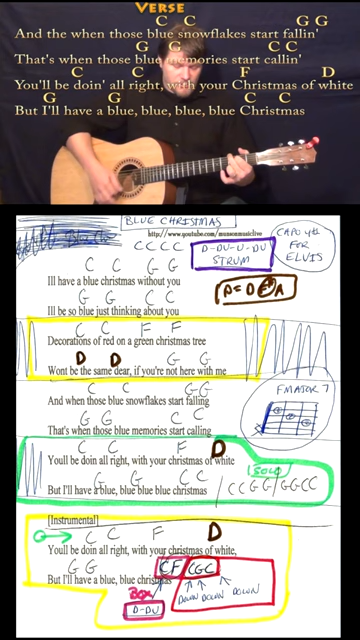 VERSE
C C G G
And the when those blue snowflakes start fallin'
G G C C
That's when those blue memories start callin'
C C F D
You'll be doin' all right, with your Christmas of white
G G C C
But I'll have a blue, blue, blue, blue Christmas
BLUE CHRISTMAS
http://www.youtube.com/munsonmusiclive
CAPO 4th FOR ELVIS
C C C C
D-DU-U-DU
STRUM
C C G G
Ill have a blue christmas without you
G G C C
Ill be so blue just thinking about you
C C F F
Decorations of red on a green christmas tree
D D G G
Wont be the same dear, if you're not here with me
C C G G
And when those blue snowflakes start falling
F MAJOR 7
G G C C
That's when those blue memories start calling
C C F D
Youll be doin all right, with your christmas of white
SOLO
G G C C
But Ill have a blue, blue blue blue christmas / C C G G / G G C C
[Instrumental]
C C F D
Youll be doin all right, with your christmas of white,
G G CF CGC
But I'll have a blue, blue christmas
BOX
DOWN DOWN DOWN
D-DU